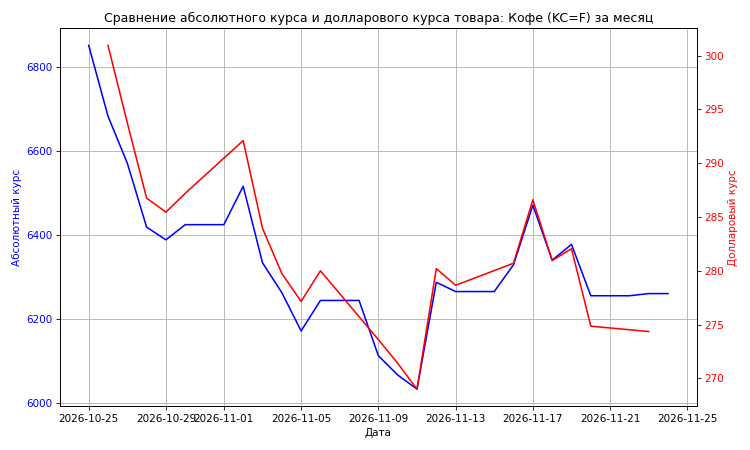 Сравнение абсолютного курса и долларового курса товара: Кофе (KC=F) за месяц
Абсолютный курс
6800
6600
6400
6200
6000
300
295
290
285
280
275
270
Долларовый курс
2026-10-25 2026-10-29 2026-11-01 2026-11-05 2026-11-09 2026-11-13 2026-11-17 2026-11-21 2026-11-25
Дата